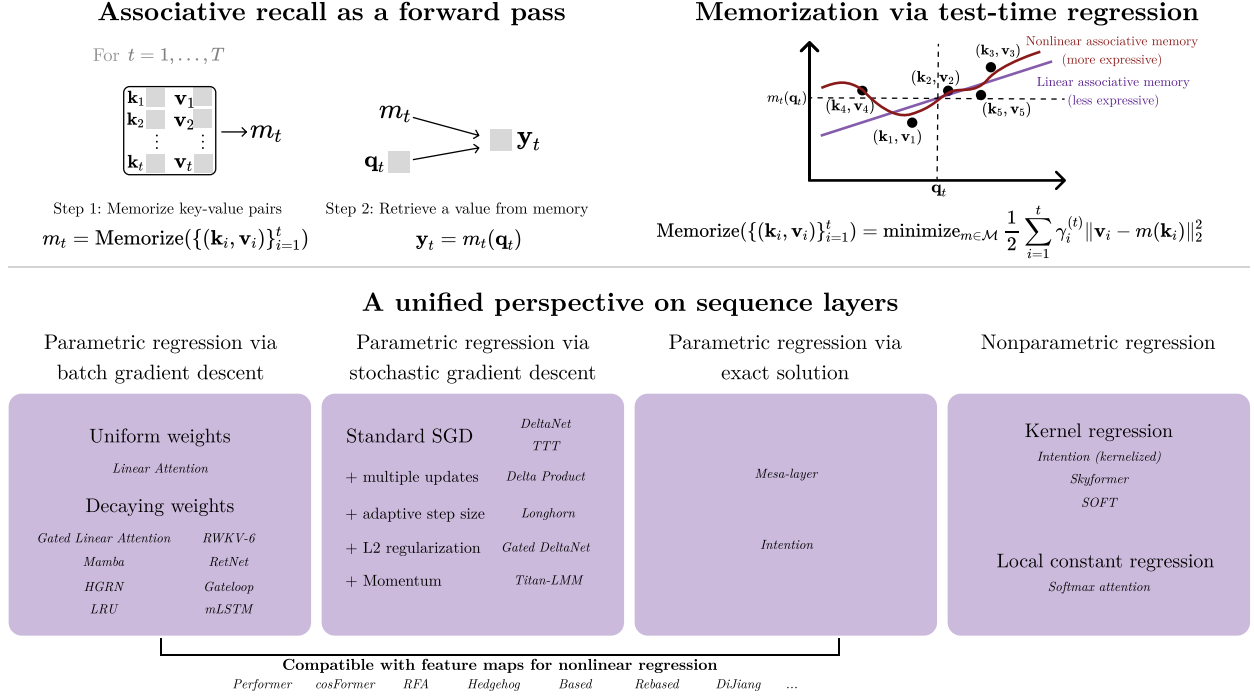 Associative recall as a forward pass
For t = 1, . . . , T
k₁ v₁
k₂ v₂
⋮ ⋮
kₜ vₜ
mₜ
mₜ
qₜ
yₜ
Step 1: Memorize key-value pairs
mₜ = Memorize({(kᵢ, vᵢ)}ᵗᵢ₌₁)
Step 2: Retrieve a value from memory
yₜ = mₜ(qₜ)
Memorization via test-time regression
(k₃, v₃)
Nonlinear associative memory
(more expressive)
(k₂, v₂)
Linear associative memory
(less expressive)
mₜ(qₜ)
(k₄, v₄)
(k₅, v₅)
(k₁, v₁)
qₜ
Memorize({(kᵢ, vᵢ)}ᵗᵢ₌₁) = minimize_{m∈ℳ} 1/2 ∑ᵗᵢ₌₁ γᵢ⁽ᵗ⁾ ‖vᵢ − m(kᵢ)‖₂²
A unified perspective on sequence layers
Parametric regression via
batch gradient descent
Uniform weights
Linear Attention
Decaying weights
Gated Linear Attention RWKV-6
Mamba RetNet
HGRN Gateloop
LRU mLSTM
Parametric regression via
stochastic gradient descent
Standard SGD
DeltaNet
TTT
+ multiple updates Delta Product
+ adaptive step size Longhorn
+ L2 regularization Gated DeltaNet
+ Momentum Titan-LMM
Parametric regression via
exact solution
Mesa-layer
Intention
Nonparametric regression
Kernel regression
Intention (kernelized)
Skyformer
SOFT
Local constant regression
Softmax attention
Compatible with feature maps for nonlinear regression
Performer cosFormer RFA Hedgehog Based Rebased DiJiang ...